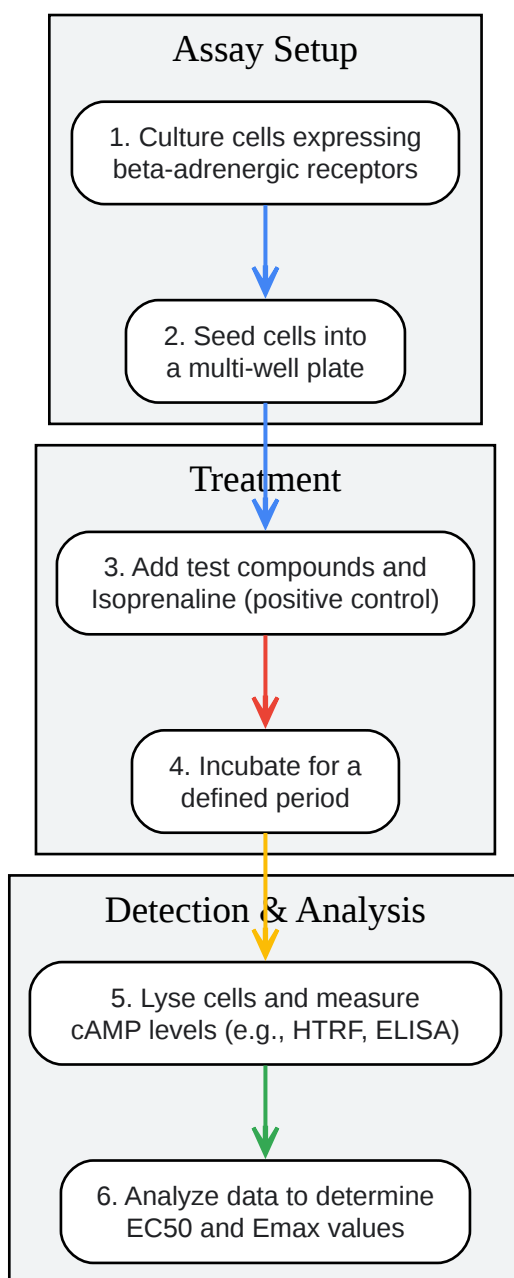 Assay Setup
1. Culture cells expressing
beta-adrenergic receptors
2. Seed cells into
a multi-well plate
Treatment
3. Add test compounds and
Isoprenaline (positive control)
4. Incubate for a
defined period
Detection & Analysis
5. Lyse cells and measure
cAMP levels (e.g., HTRF, ELISA)
6. Analyze data to determine
EC50 and Emax values